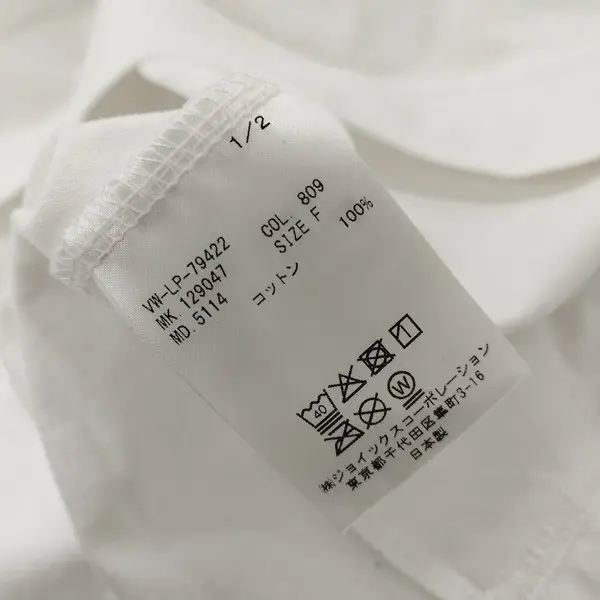 1/2
VW-LP-79422 COL. 809
MK. 129047 SIZE F
MD. 5114
コットン 100%
40
W
㈱ジョイックスコーポレーション
東京都千代田区隼町3-16
日本製